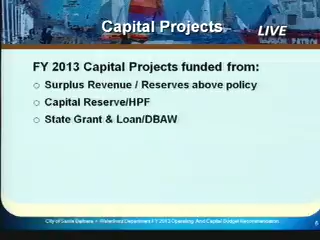 Capital Projects
LIVE
FY 2013 Capital Projects funded from:
Surplus Revenue / Reserves above policy
Capital Reserve/HPF
State Grant & Loan/DBAW
City of Santa Barbara • Waterfront Department FY 2013 Operating And Capital Budget Recommendation